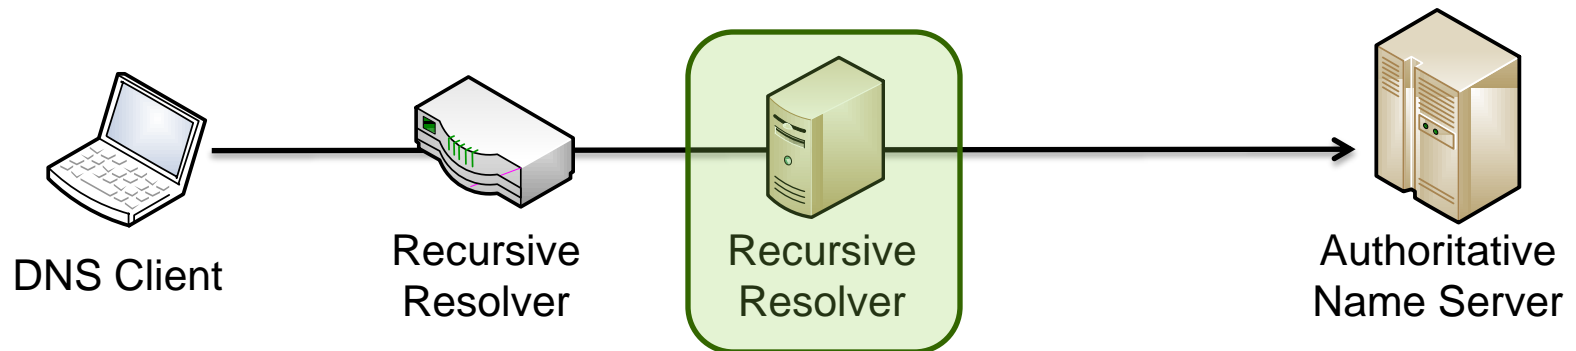 DNS Client
Recursive
Resolver
Recursive
Resolver
Authoritative
Name Server